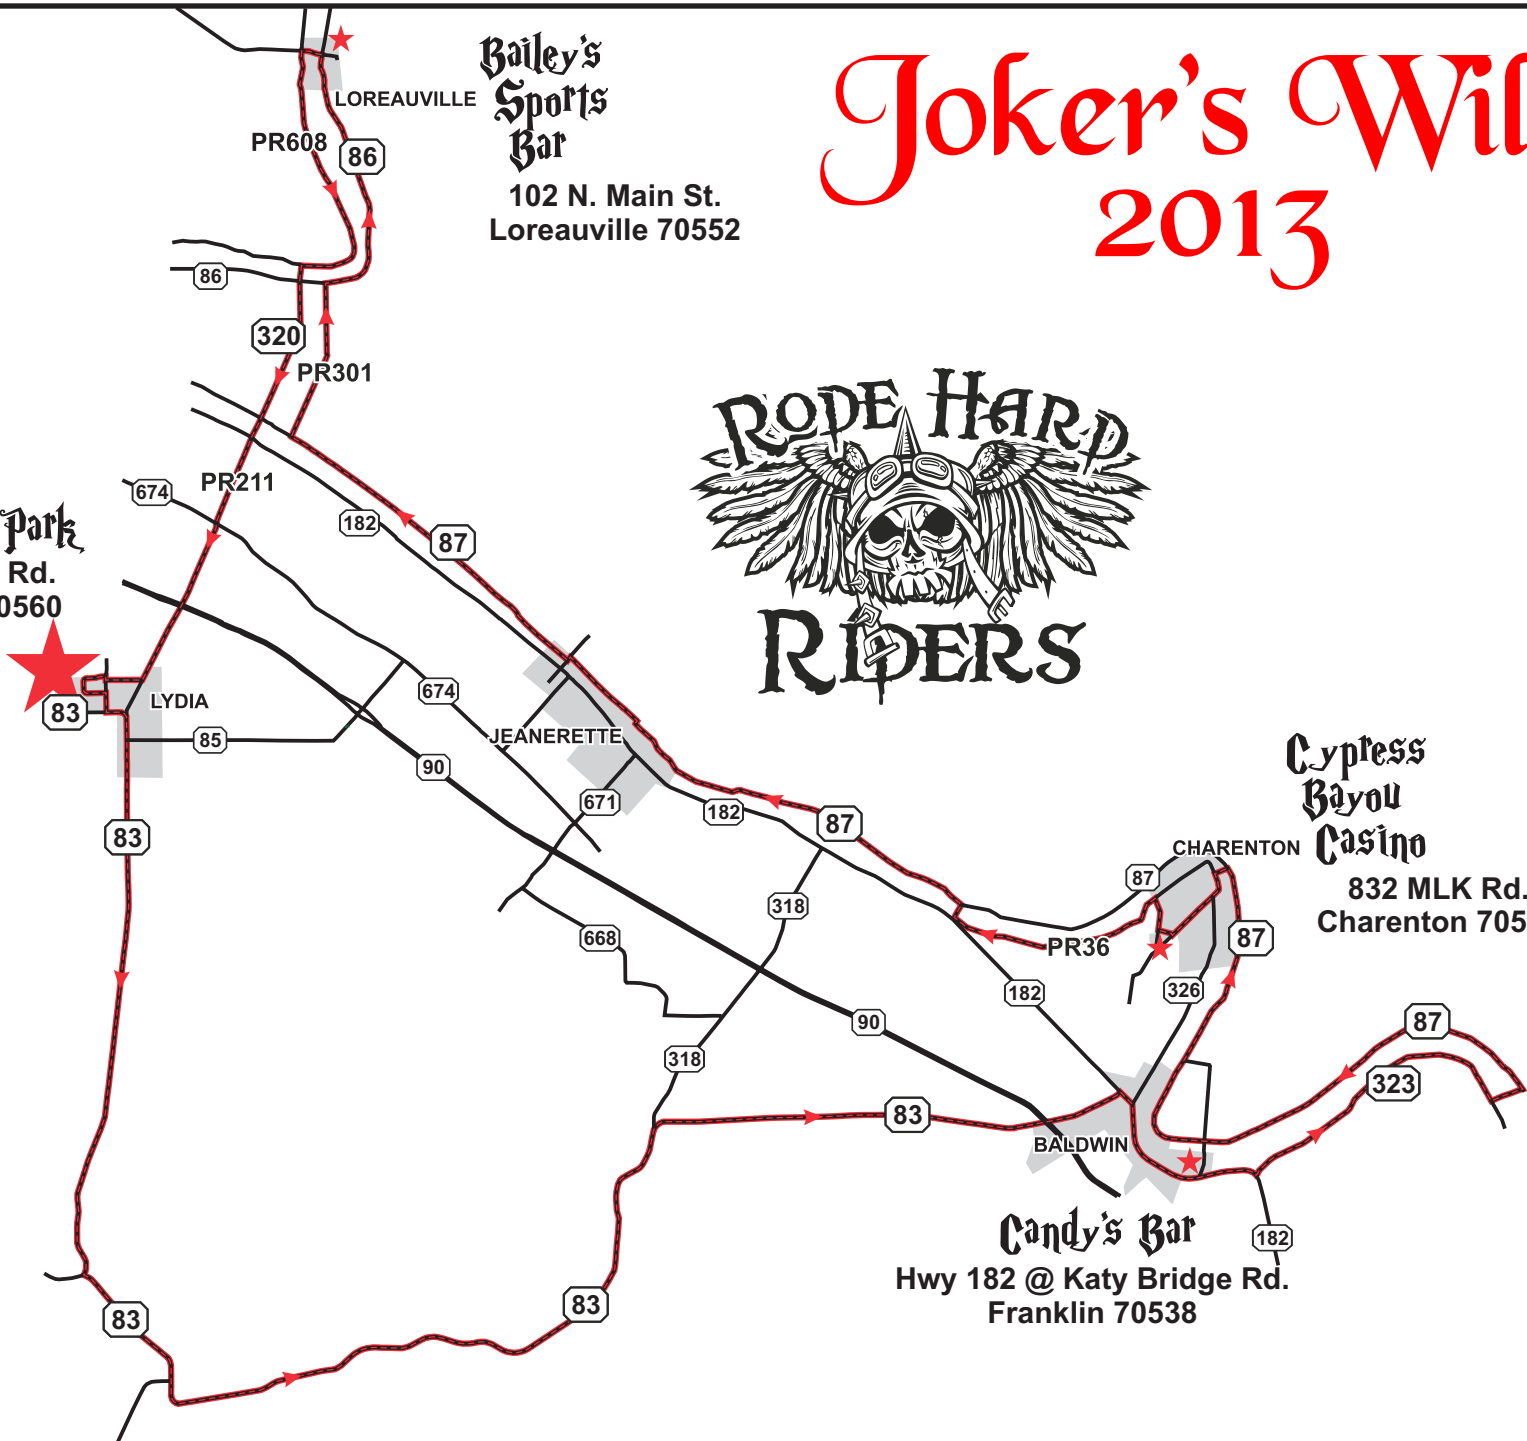 Joker's Wil
2013
Bailey's
Sports
Bar
102 N. Main St.
Loreauville 70552
LOREAUVILLE
PR608
86
86
320
PR301
PR211
674
182
87
Park
Rd.
0560
RODE HARD
RIDERS
83
LYDIA
85
674
90
JEANERETTE
671
182
87
83
318
668
Cypress
Bayou
Casino
832 MLK Rd.
Charenton 705
CHARENTON
87
87
PR36
326
182
90
318
87
323
83
BALDWIN
182
Candy's Bar
Hwy 182 @ Katy Bridge Rd.
Franklin 70538
83
83